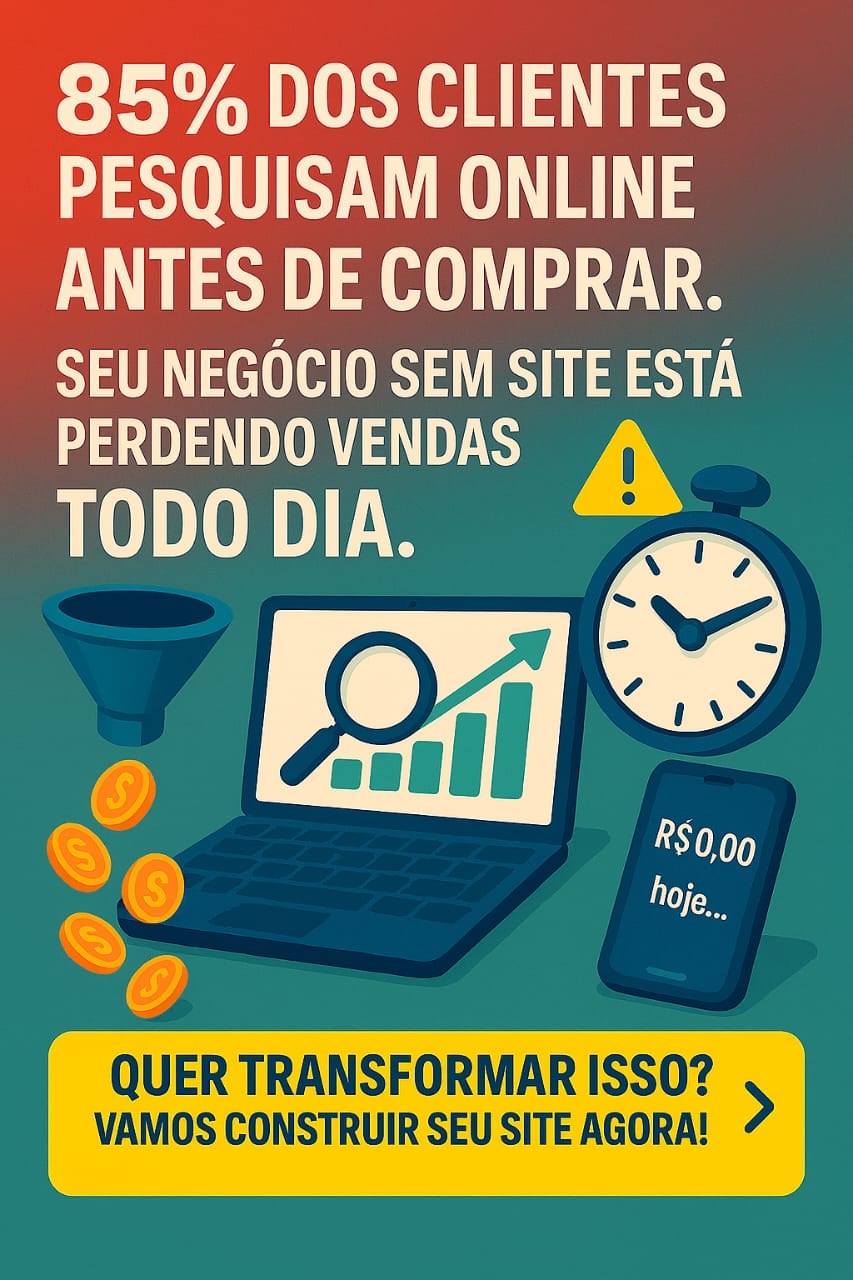 85% DOS CLIENTES
PESQUISAM ONLINE
ANTES DE COMPRAR.
SEU NEGÓCIO SEM SITE ESTÁ
PERDENDO VENDAS
TODO DIA.
R$0,00
hoje...
QUER TRANSFORMAR ISSO?
VAMOS CONSTRUIR SEU SITE AGORA!